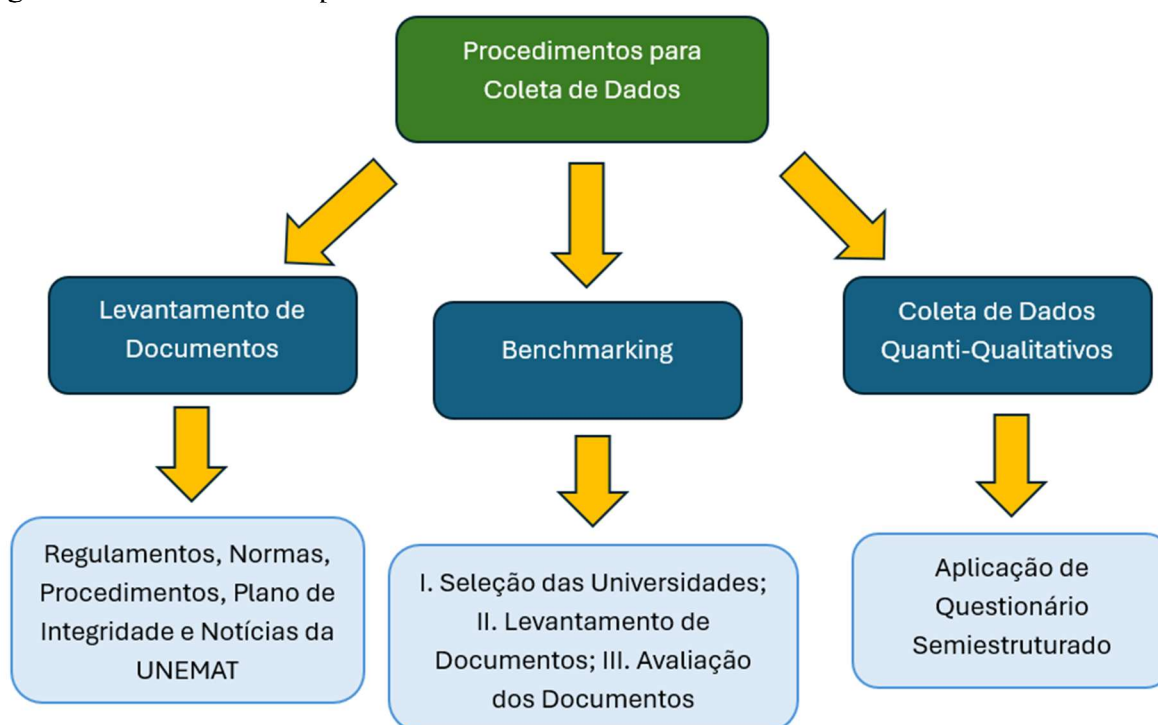 Procedimentos para
Coleta de Dados
Levantamento de
Documentos
Benchmarking
Coleta de Dados
Quanti-Qualitativos
Regulamentos, Normas,
Procedimentos, Plano de
Integridade e Notícias da
UNEMAT
I. Seleção das Universidades;
II. Levantamento de
Documentos; III. Avaliação
dos Documentos
Aplicação de
Questionário
Semiestruturado